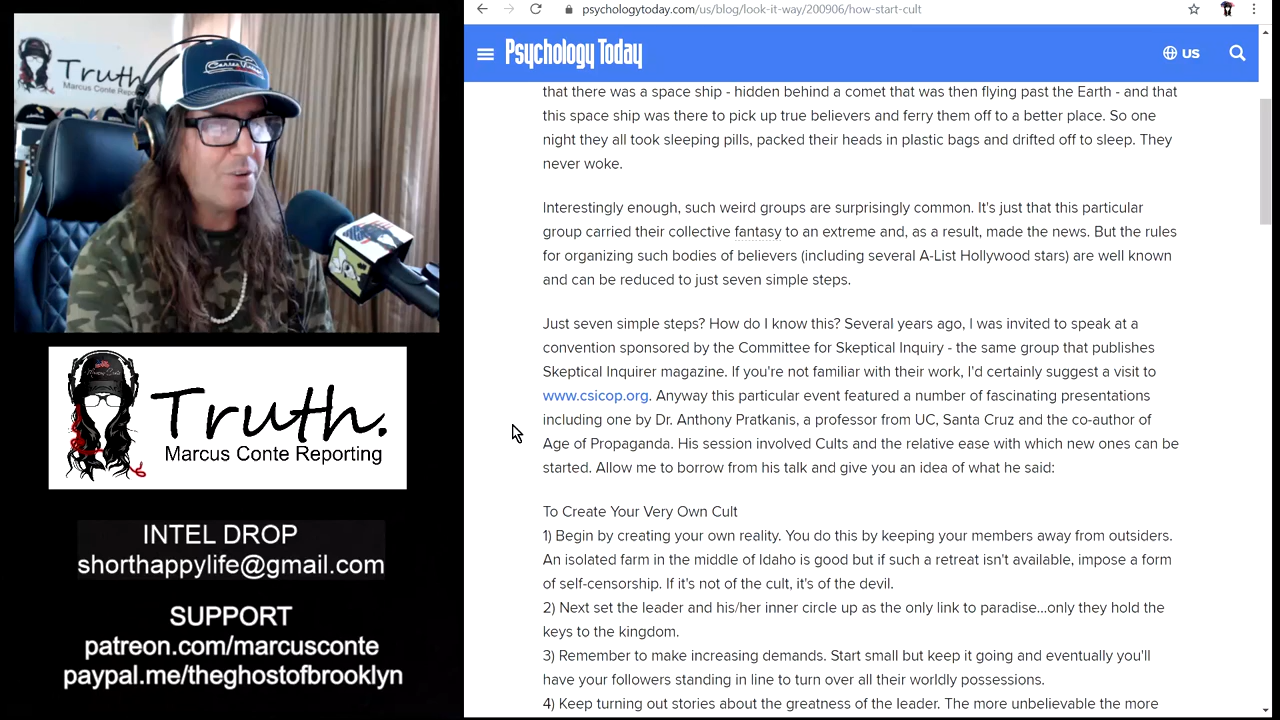 Truth.
Marcus Conte Repor
psychologytoday.com/us/blog/look-it-way/200906/how-start-cult
Psychology Today
US
that there was a space ship - hidden behind a comet that was then flying past the Earth - and that
this space ship was there to pick up true believers and ferry them off to a better place. So one
night they all took sleeping pills, packed their heads in plastic bags and drifted off to sleep. They
never woke.
Interestingly enough, such weird groups are surprisingly common. It's just that this particular
group carried their collective fantasy to an extreme and, as a result, made the news. But the rules
for organizing such bodies of believers (including several A-List Hollywood stars) are well known
and can be reduced to just seven simple steps.
Just seven simple steps? How do I know this? Several years ago, I was invited to speak at a
convention sponsored by the Committee for Skeptical Inquiry - the same group that publishes
Skeptical Inquirer magazine. If you're not familiar with their work, I'd certainly suggest a visit to
www.csicop.org. Anyway this particular event featured a number of fascinating presentations
including one by Dr. Anthony Pratkanis, a professor from UC, Santa Cruz and the co-author of
Age of Propaganda. His session involved Cults and the relative ease with which new ones can be
started. Allow me to borrow from his talk and give you an idea of what he said:
To Create Your Very Own Cult
1) Begin by creating your own reality. You do this by keeping your members away from outsiders.
An isolated farm in the middle of Idaho is good but if such a retreat isn't available, impose a form
of self-censorship. If it's not of the cult, it's of the devil.
2) Next set the leader and his/her inner circle up as the only link to paradise...only they hold the
keys to the kingdom.
3) Remember to make increasing demands. Start small but keep it going and eventually you'll
have your followers standing in line to turn over all their worldly possessions.
4) Keep turning out stories about the greatness of the leader. The more unbelievable the more
Truth.
Marcus Conte Reporting
INTEL DROP
shorthappylife@gmail.com
SUPPORT
patreon.com/marcusconte
paypal.me/theghostofbrooklyn